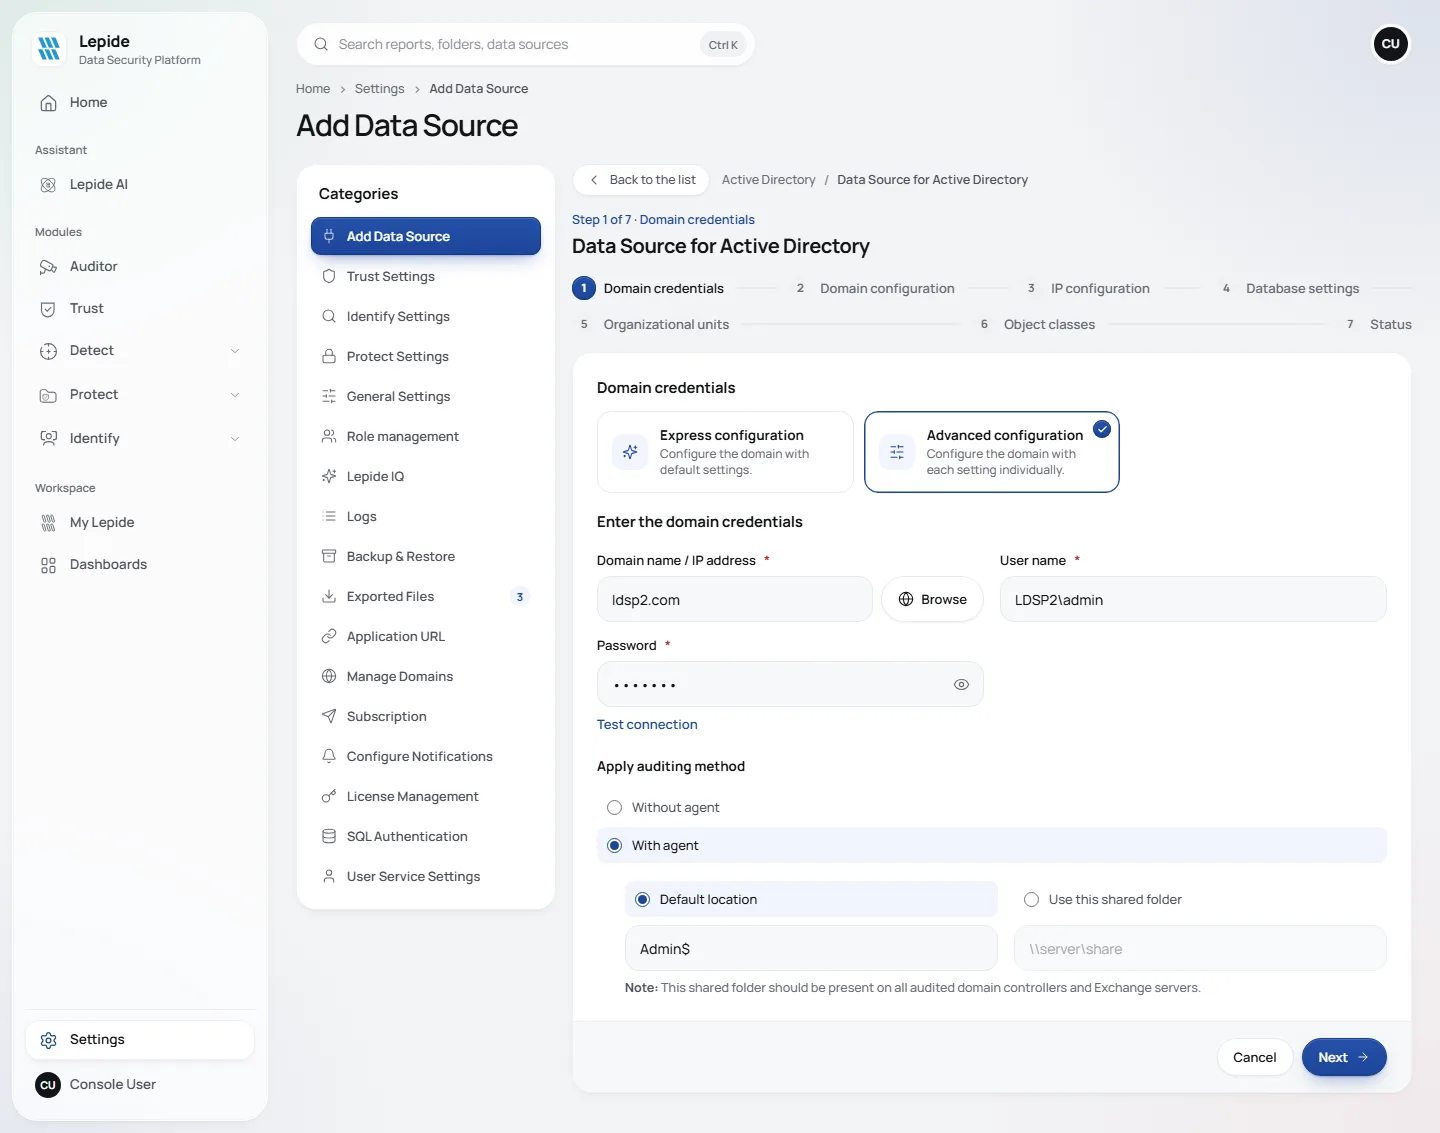 Lepide
Data Security Platform
Home
Assistant
Lepide AI
Modules
Auditor
Trust
Detect
Protect
Identify
Workspace
My Lepide
Dashboards
Settings
CU Console User
Search reports, folders, data sources Ctrl K
CU
Home > Settings > Add Data Source
Add Data Source
Categories
Add Data Source
Trust Settings
Identify Settings
Protect Settings
General Settings
Role management
Lepide IQ
Logs
Backup & Restore
Exported Files 3
Application URL
Manage Domains
Subscription
Configure Notifications
License Management
SQL Authentication
User Service Settings
Back to the list Active Directory / Data Source for Active Directory
Step 1 of 7 · Domain credentials
Data Source for Active Directory
1 Domain credentials 2 Domain configuration 3 IP configuration 4 Database settings
5 Organizational units 6 Object classes 7 Status
Domain credentials
Express configuration
Configure the domain with
default settings.
Advanced configuration
Configure the domain with
each setting individually.
Enter the domain credentials
Domain name / IP address * User name *
ldsp2.com Browse LDSP2\admin
Password *
•••••••
Test connection
Apply auditing method
Without agent
With agent
Default location Use this shared folder
Admin$ \\server\share
Note: This shared folder should be present on all audited domain controllers and Exchange servers.
Cancel Next